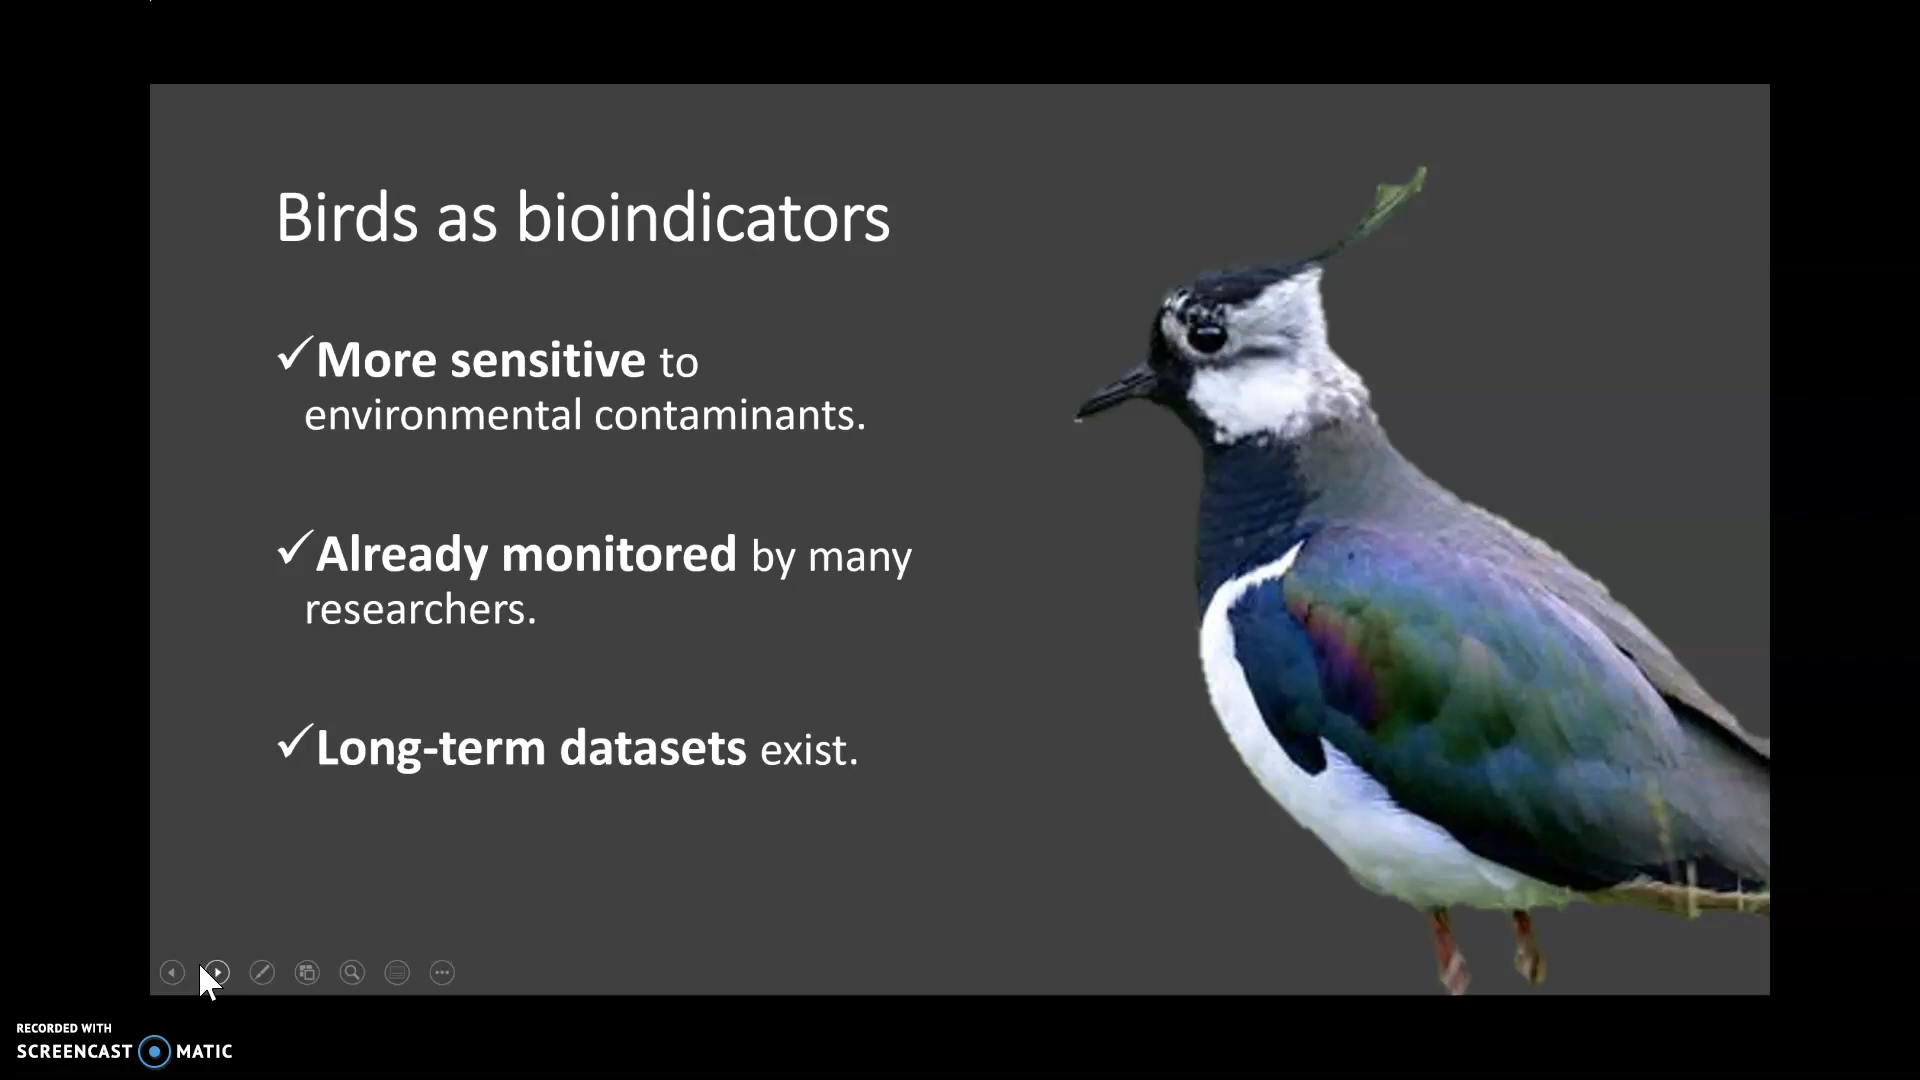 Birds as bioindicators
✓More sensitive to
environmental contaminants.
✓Already monitored by many
researchers.
✓Long-term datasets exist.
RECORDED WITH
SCREENCAST MATIC